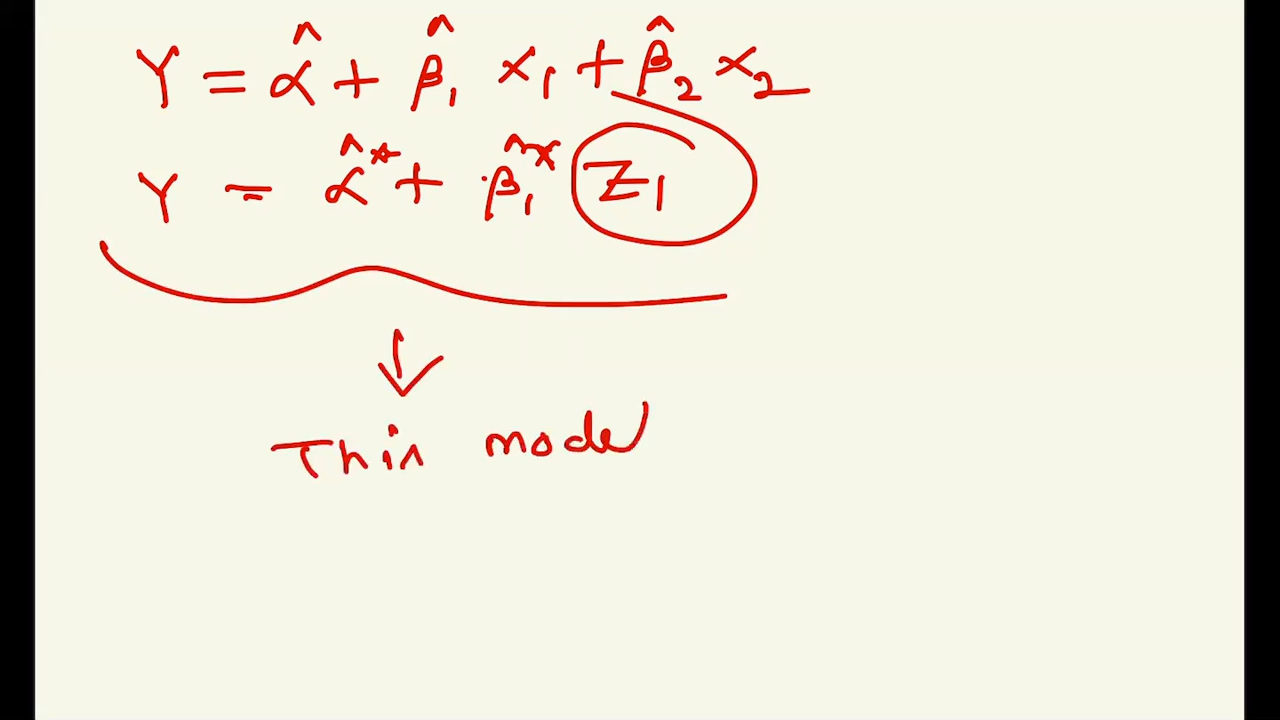 Y = α̂ + β̂₁ x₁ + β̂₂ x₂
Y = α̂* + β̂₁* Z₁
Thin model